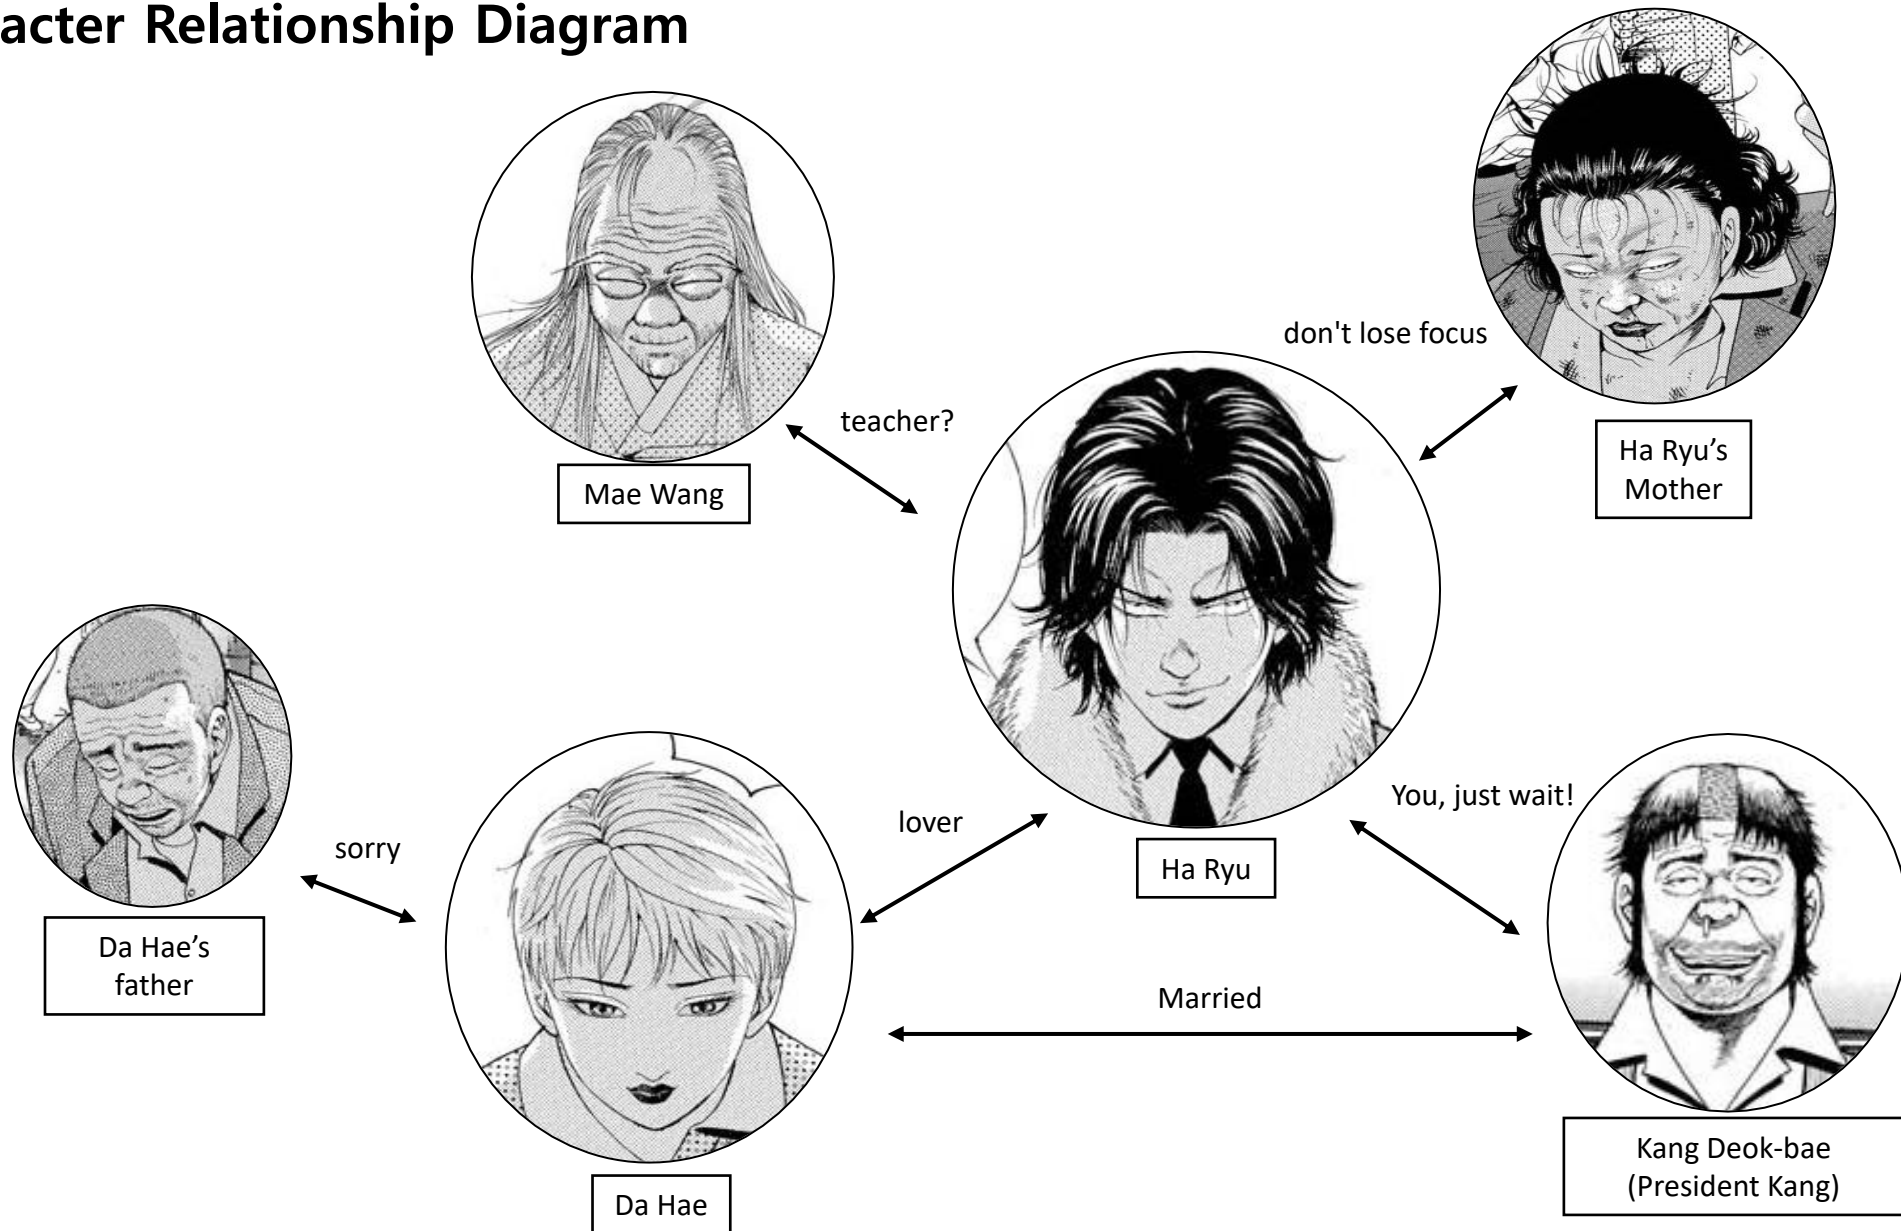 acter Relationship Diagram
don't lose focus
teacher?
Ha Ryu’s
Mother
Mae Wang
You, just wait!
lover
sorry
Ha Ryu
Da Hae’s
father
Married
Kang Deok-bae
(President Kang)
Da Hae